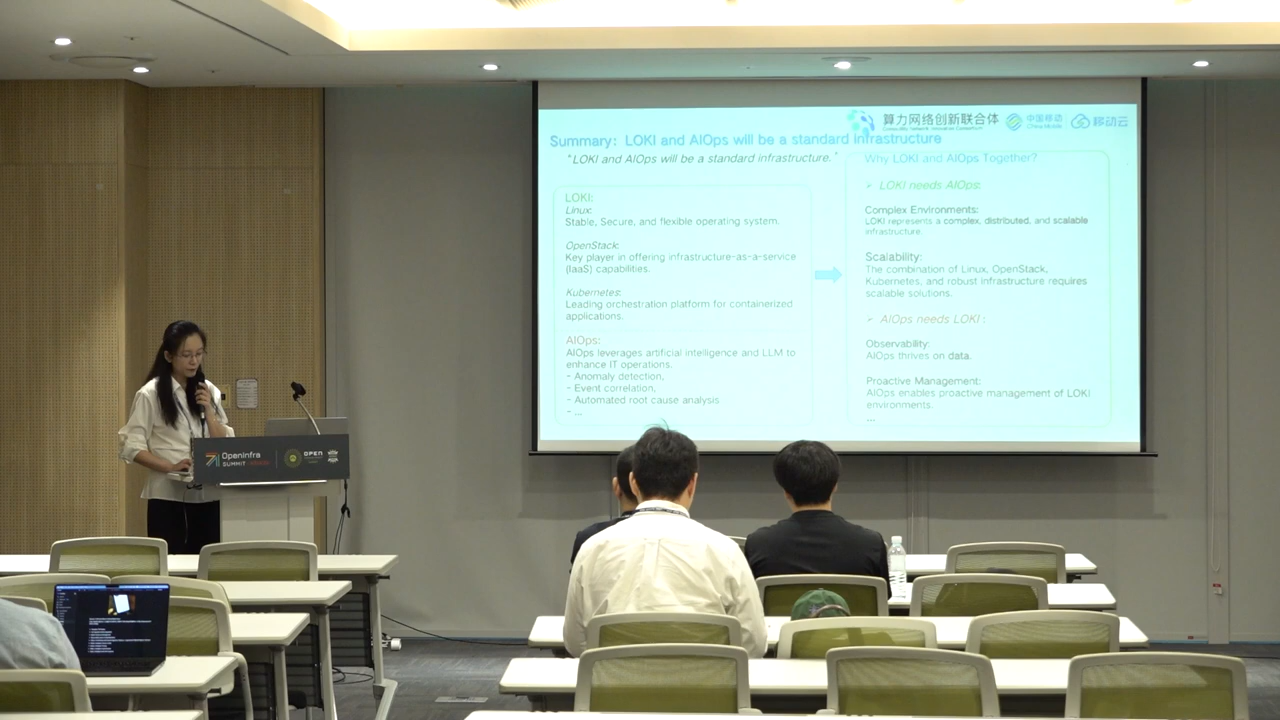 算力网络创新联合体
中国移动
China Mobile
移动云
Summary: LOKI and AIOps will be a standard infrastructure
"LOKI and AIOps will be a standard infrastructure."
LOKI:
Linux:
Stable, Secure, and flexible operating system.
OpenStack:
Key player in offering infrastructure-as-a-service
(IaaS) capabilities.
Kubernetes:
Leading orchestration platform for containerized
applications.
AIOps:
AIOps leverages artificial intelligence and LLM to
enhance IT operations.
- Anomaly detection,
- Event correlation,
- Automated root cause analysis
- ...
Why LOKI and AIOps Together?
➢ LOKI needs AIOps:
Complex Environments:
LOKI represents a complex, distributed, and scalable
infrastructure
Scalability:
The combination of Linux, OpenStack,
Kubernetes, and robust infrastructure requires
scalable solutions.
➢ AIOps needs LOKI :
Observability:
AIOps thrives on data.
Proactive Management:
AIOps enables proactive management of LOKI
environments.
...
OpenInfra
SUMMIT
OPEN